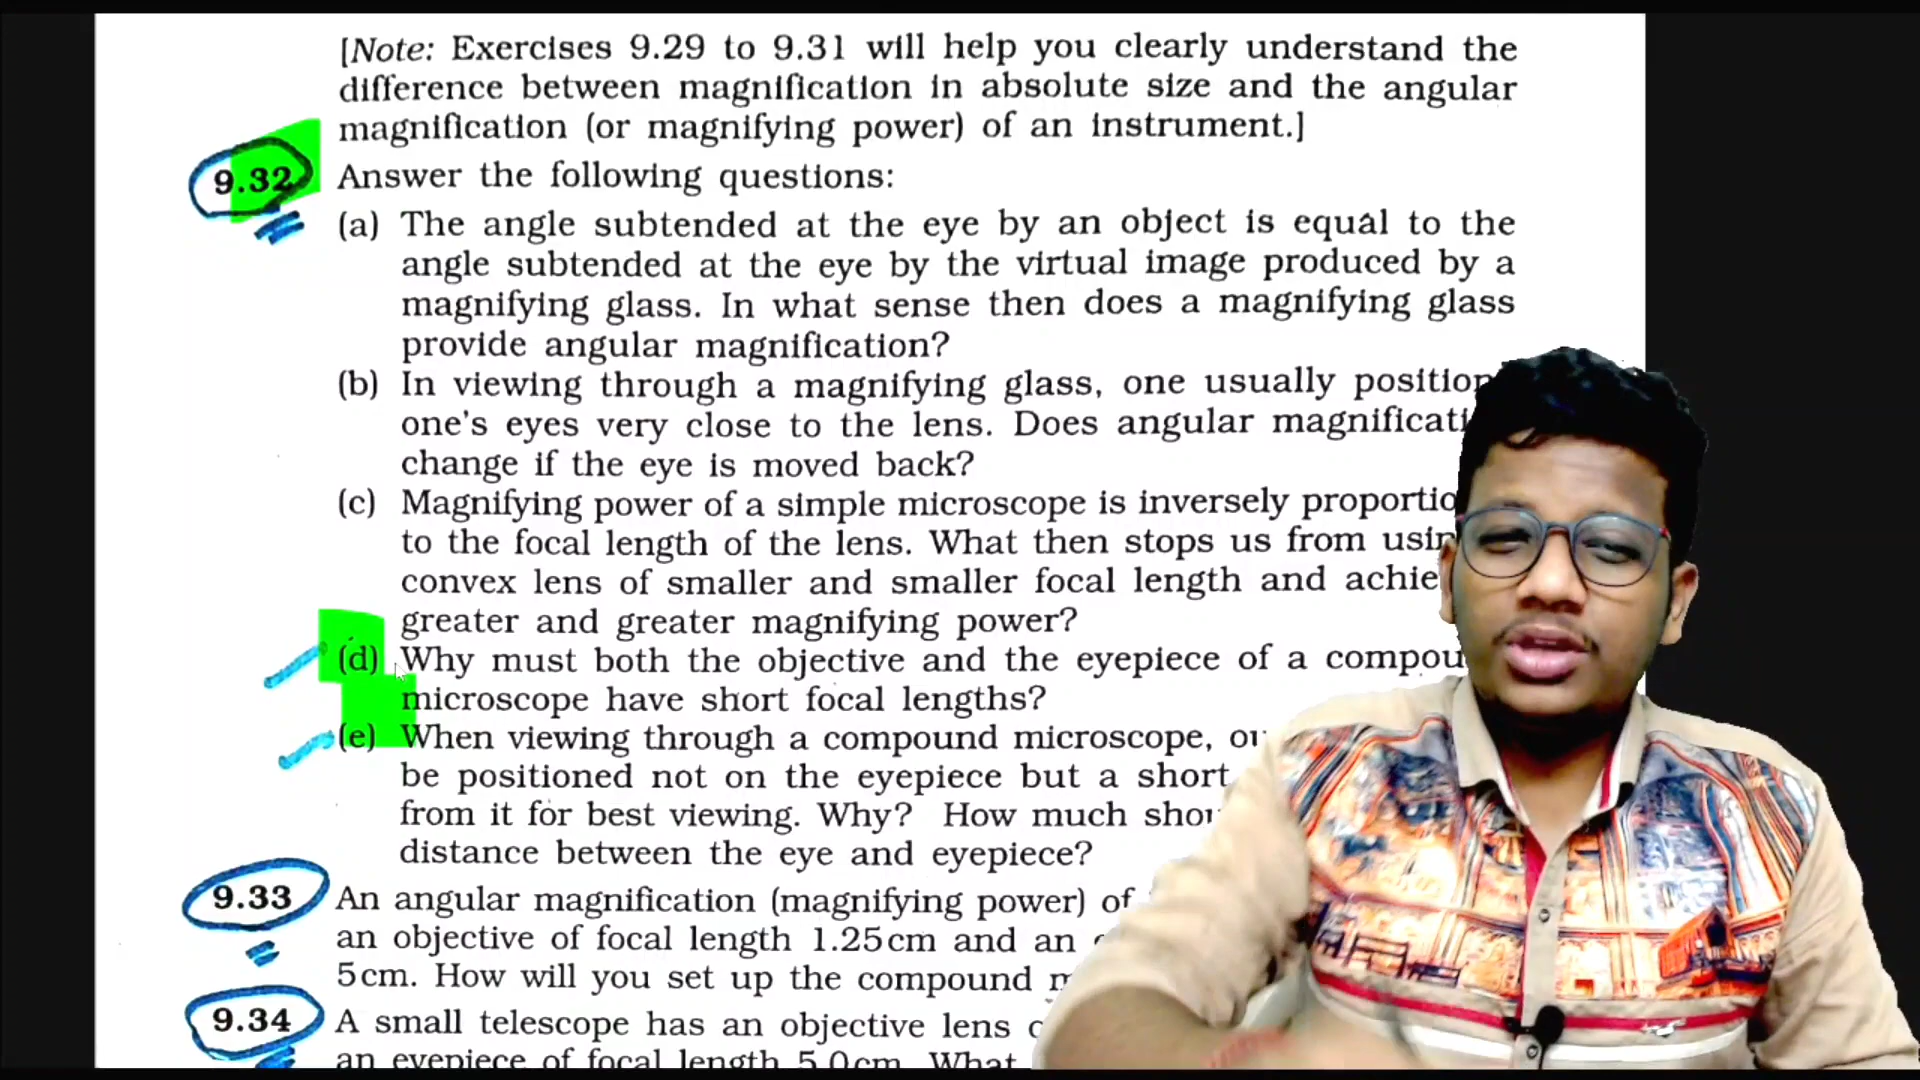 [Note: Exercises 9.29 to 9.31 will help you clearly understand the
difference between magnification in absolute size and the angular
magnification (or magnifying power) of an instrument.]
9.32 Answer the following questions:
(a) The angle subtended at the eye by an object is equal to the
angle subtended at the eye by the virtual image produced by a
magnifying glass. In what sense then does a magnifying glass
provide angular magnification?
(b) In viewing through a magnifying glass, one usually position
one's eyes very close to the lens. Does angular magnificati
change if the eye is moved back?
(c) Magnifying power of a simple microscope is inversely proportio
to the focal length of the lens. What then stops us from usin
convex lens of smaller and smaller focal length and achie
greater and greater magnifying power?
(d) Why must both the objective and the eyepiece of a compou
microscope have short focal lengths?
(e) When viewing through a compound microscope, ou
be positioned not on the eyepiece but a short
from it for best viewing. Why? How much shou
distance between the eye and eyepiece?
9.33 An angular magnification (magnifying power) of
an objective of focal length 1.25cm and an
5cm. How will you set up the compound m
9.34 A small telescope has an objective lens o
an eyepiece of focal length 5.0cm. What